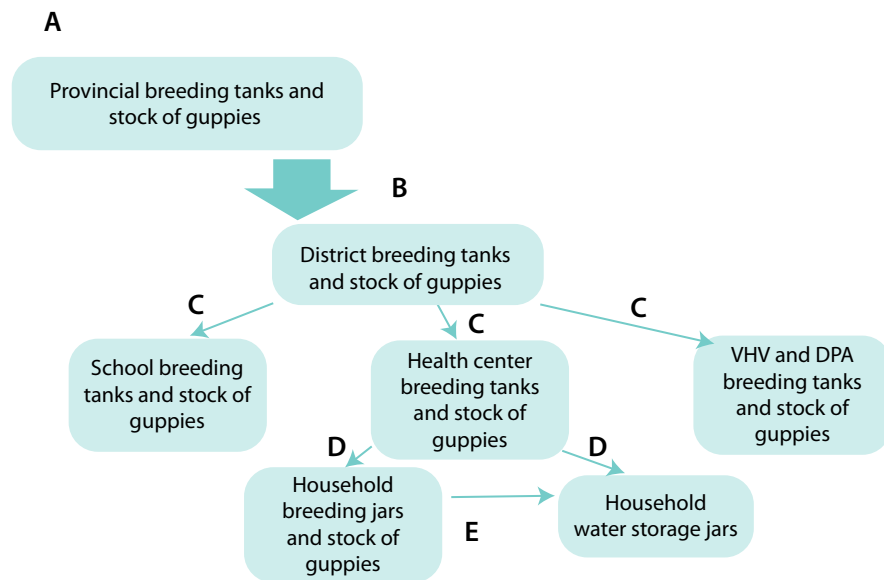 A
Provincial breeding tanks and
stock of guppies
B
District breeding tanks
and stock of guppies
C
C
C
School breeding
tanks and stock of
guppies
Health center
breeding tanks
and stock of
guppies
VHV and DPA
breeding tanks
and stock of
guppies
D
D
Household
breeding jars
and stock of
guppies
E
Household
water storage jars